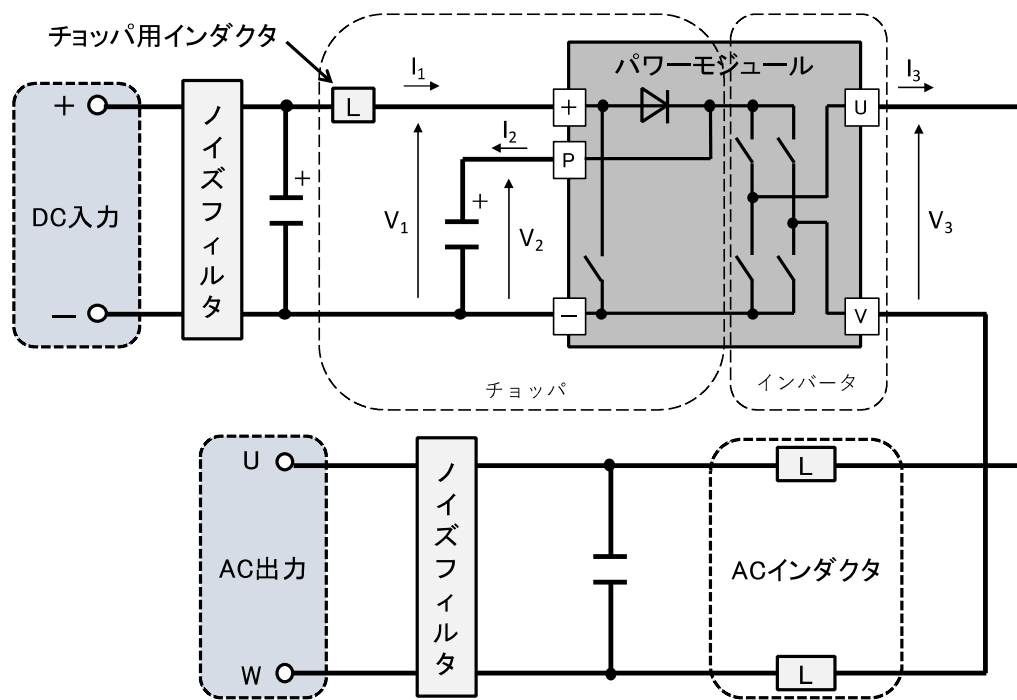 チョッパ用インダクタ
パワーモジュール
I₁
I₂
I₃
L
+
−
DC入力
ノイズフィルタ
+
+
V₁
V₂
V₃
+
P
−
U
V
チョッパ
インバータ
U
W
AC出力
ノイズフィルタ
L
ACインダクタ
L